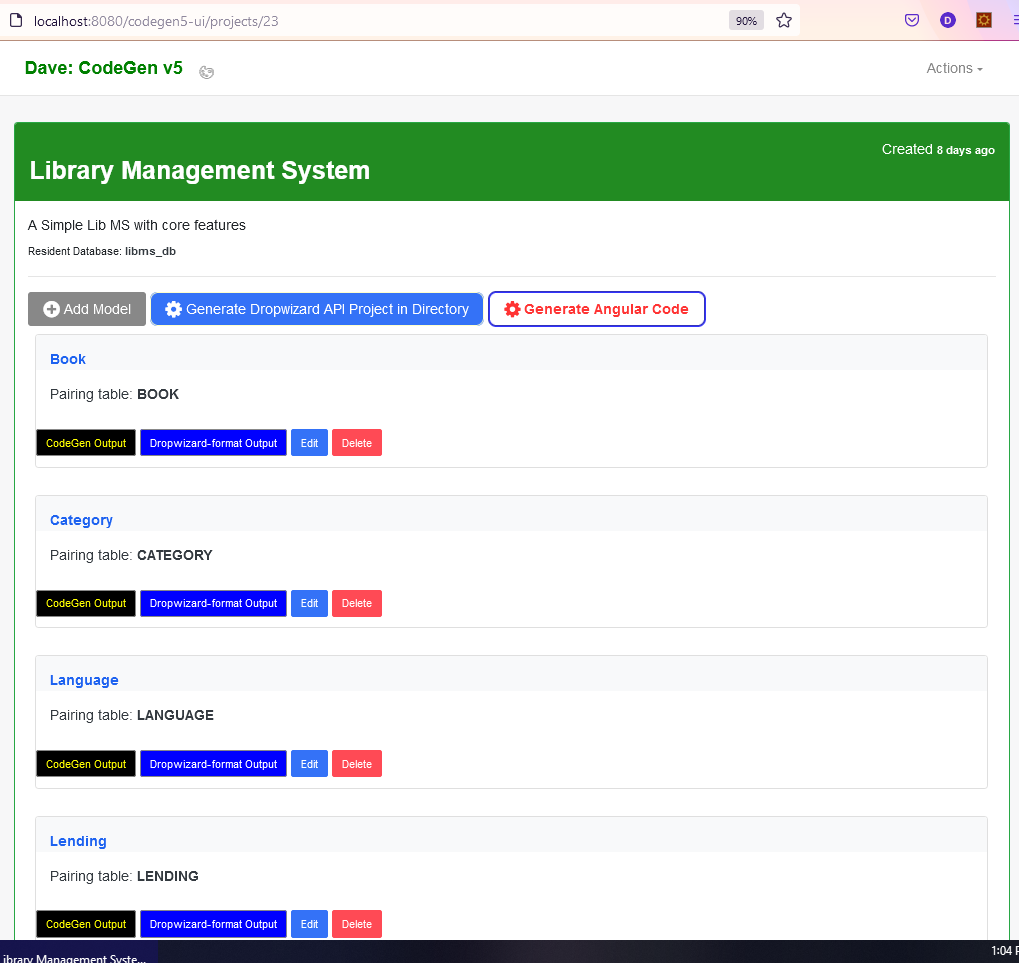 localhost:8080/codegen5-ui/projects/23 90% D
Dave: CodeGen v5 Actions
Created 8 days ago
Library Management System
A Simple Lib MS with core features
Resident Database: libms_db
Add Model Generate Dropwizard API Project in Directory Generate Angular Code
Book
Pairing table: BOOK
CodeGen Output Dropwizard-format Output Edit Delete
Category
Pairing table: CATEGORY
CodeGen Output Dropwizard-format Output Edit Delete
Language
Pairing table: LANGUAGE
CodeGen Output Dropwizard-format Output Edit Delete
Lending
Pairing table: LENDING
CodeGen Output Dropwizard-format Output Edit Delete
1:04 P
ibrary Management Syste...